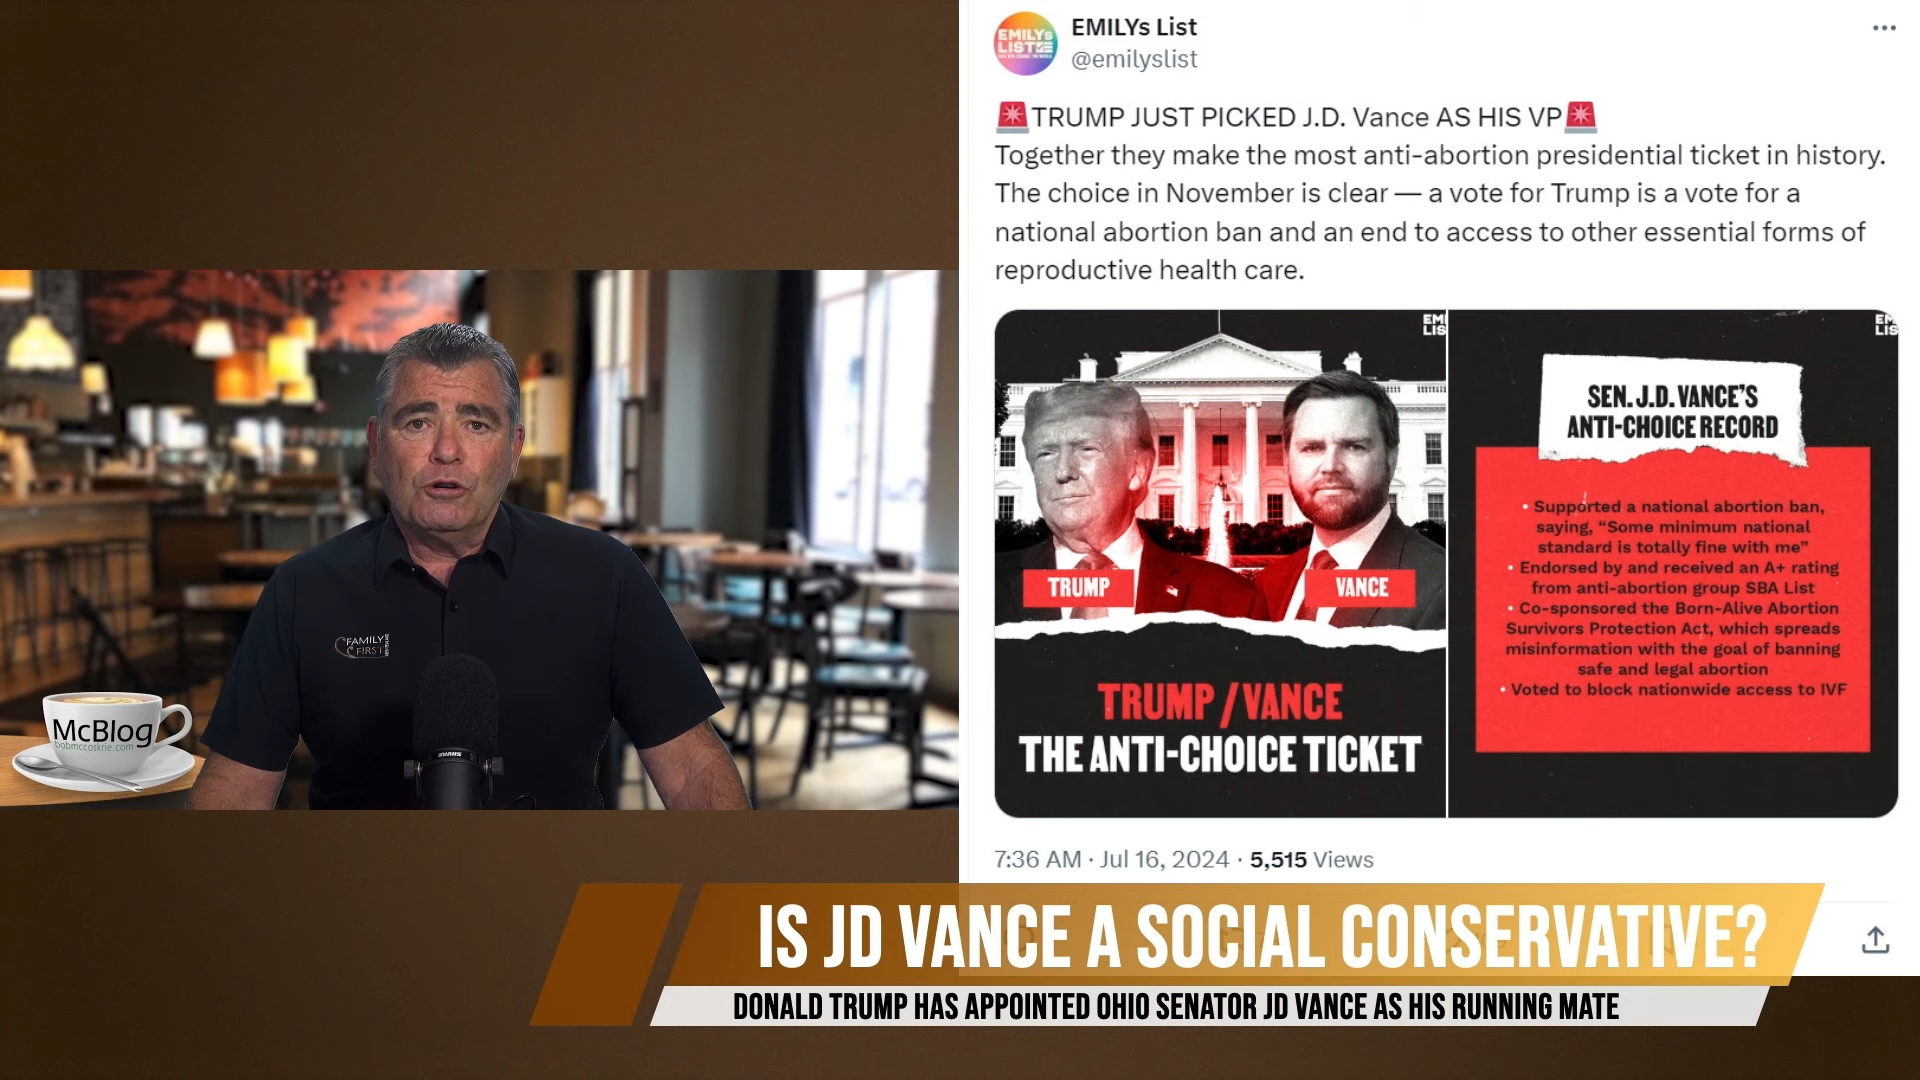 EMILYs List
@emilyslist
EMILYs
LIST
TRUMP JUST PICKED J.D. Vance AS HIS VP
Together they make the most anti-abortion presidential ticket in history.
The choice in November is clear — a vote for Trump is a vote for a
national abortion ban and an end to access to other essential forms of
reproductive health care.
EMI
LIS
TRUMP
VANCE
TRUMP/VANCE
THE ANTI-CHOICE TICKET
EM
LIS
SEN. J.D. VANCE'S
ANTI-CHOICE RECORD
• Supported a national abortion ban,
saying, “Some minimum national
standard is totally fine with me”
• Endorsed by and received an A+ rating
from anti-abortion group SBA List
• Co-sponsored the Born-Alive Abortion
Survivors Protection Act, which spreads
misinformation with the goal of banning
safe and legal abortion
• Voted to block nationwide access to IVF
7:36 AM · Jul 16, 2024 · 5,515 Views
FAMILY
FIRST
SHURE
McBlog
bobmccoskrie.com
IS JD VANCE A SOCIAL CONSERVATIVE?
DONALD TRUMP HAS APPOINTED OHIO SENATOR JD VANCE AS HIS RUNNING MATE